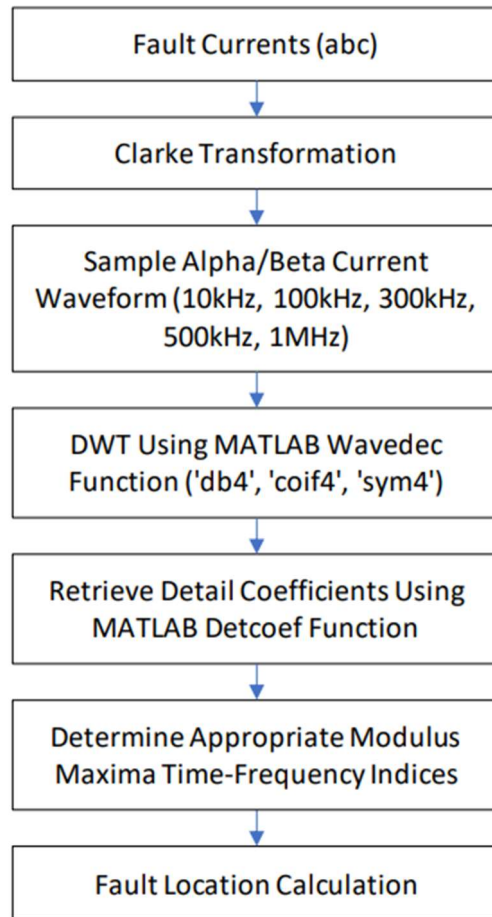 Fault Currents (abc)
Clarke Transformation
Sample Alpha/Beta Current
Waveform (10kHz, 100kHz, 300kHz,
500kHz, 1MHz)
DWT Using MATLAB Wavedec
Function ('db4', 'coif4', 'sym4')
Retrieve Detail Coefficients Using
MATLAB Detcoef Function
Determine Appropriate Modulus
Maxima Time-Frequency Indices
Fault Location Calculation